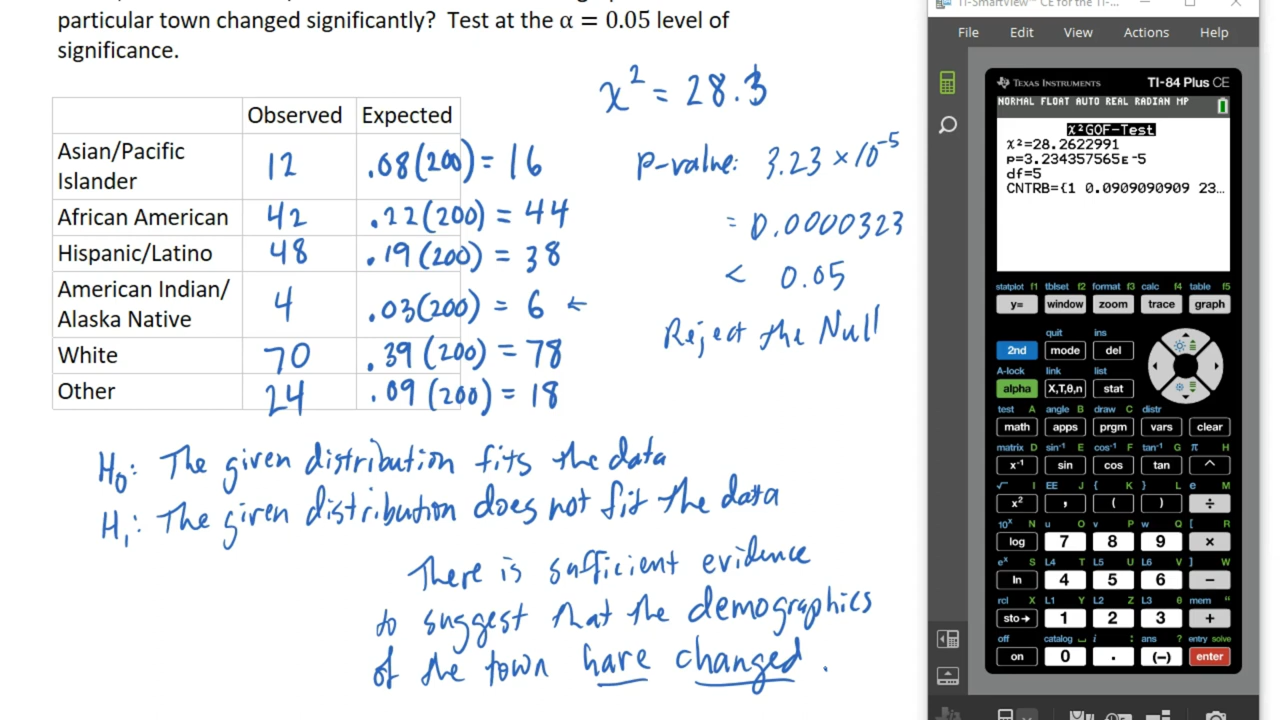 particular town changed significantly? Test at the α = 0.05 level of
significance.
x² = 28.3
Observed Expected
Asian/Pacific Islander 12 .08(200) = 16
African American 42 .22(200) = 44
Hispanic/Latino 48 .19(200) = 38
American Indian/ Alaska Native 4 .03(200) = 6 ←
White 70 .39(200) = 78
Other 24 .09(200) = 18
p-value: 3.23 × 10⁻⁵
= 0.0000323
< 0.05
Reject the Null
H₀: The given distribution fits the data
H₁: The given distribution does not fit the data
There is sufficient evidence
to suggest that the demographics
of the town have changed.
TI-SmartView™ CE for the TI-...
File Edit View Actions Help
TEXAS INSTRUMENTS TI-84 Plus CE
NORMAL FLOAT AUTO REAL RADIAN MP
χ²GOF-Test
χ²=28.2622991
p=3.234357565E-5
df=5
CNTRB={1 0.0909090909 23…
statplot f1 tblset f2 format f3 calc f4 table f5
y= window zoom trace graph
quit ins
2nd mode del
A-lock link list
alpha X,T,θ,n stat
test A angle B draw C distr
math apps prgm vars clear
matrix D sin⁻¹ E cos⁻¹ F tan⁻¹ G π H
x⁻¹ sin cos tan ^
√ I EE J { K } L e M
x² , ( ) ÷
10ˣ N u O v P w Q [ R
log 7 8 9 ×
eˣ S L4 T L5 U L6 V ] W
ln 4 5 6 −
rcl X L1 Y L2 Z L3 θ mem "
sto→ 1 2 3 +
off catalog ⎵ i : ans ? entry solve
on 0 . (−) enter